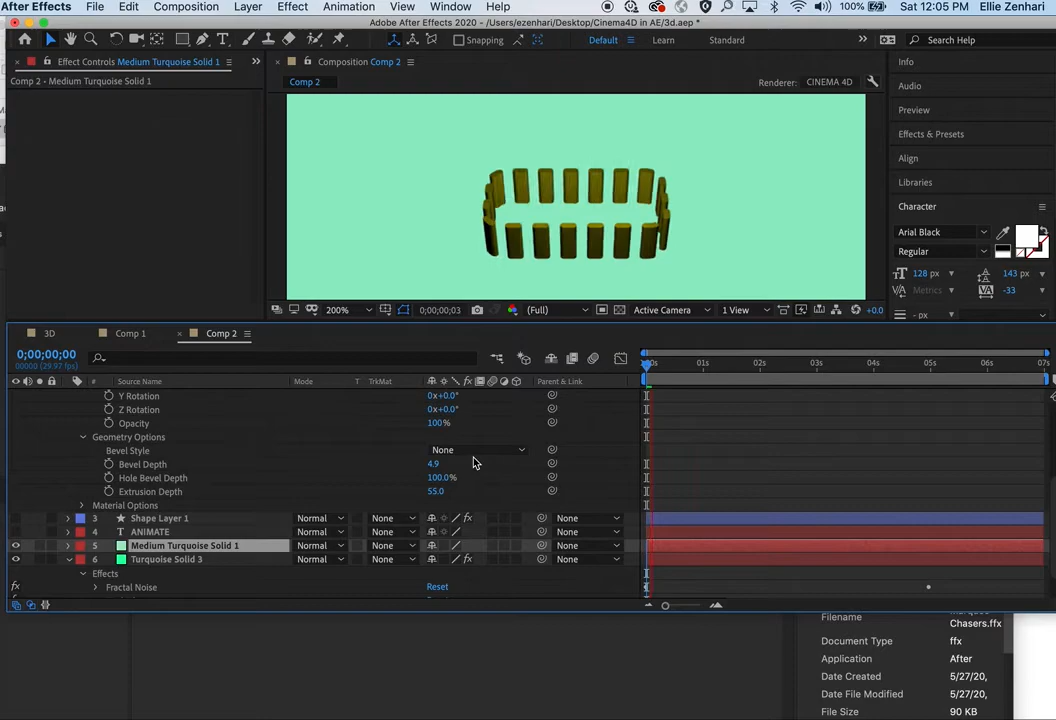 After Effects File Edit Composition Layer Effect Animation View Window Help 100% Sat 12:05 PM Ellie Zenhari
Adobe After Effects 2020 - /Users/ezenhari/Desktop/Cinema4D in AE/3d.aep *
Snapping Default Learn Standard Search Help
Effect Controls Medium Turquoise Solid 1 Composition Comp 2 Info
Comp 2 • Medium Turquoise Solid 1 Comp 2 Renderer: CINEMA 4D
Audio
Preview
Effects & Presets
Align
Libraries
Character
Arial Black
Regular
128 px 143 px
Metrics -33
200% 0;00;00;03 (Full) Active Camera 1 View +0.0 - px
3D Comp 1 Comp 2
0;00;00;00
00000 (29.97 fps) 01s 02s 03s 04s 05s 06s 07s
# Source Name Mode T TrkMat Parent & Link
Y Rotation 0x+0.0°
Z Rotation 0x+0.0°
Opacity 100%
Geometry Options
Bevel Style None
Bevel Depth 4.9
Hole Bevel Depth 100.0%
Extrusion Depth 55.0
Material Options
3 Shape Layer 1 Normal None None
4 T ANIMATE Normal None None
5 Medium Turquoise Solid 1 Normal None None
6 Turquoise Solid 3 Normal None None
Effects
fx Fractal Noise Reset
Filename
Chasers.ffx
Document Type ffx
Application After
Date Created 5/27/20,
Date File Modified 5/27/20,
File Size 90 KB